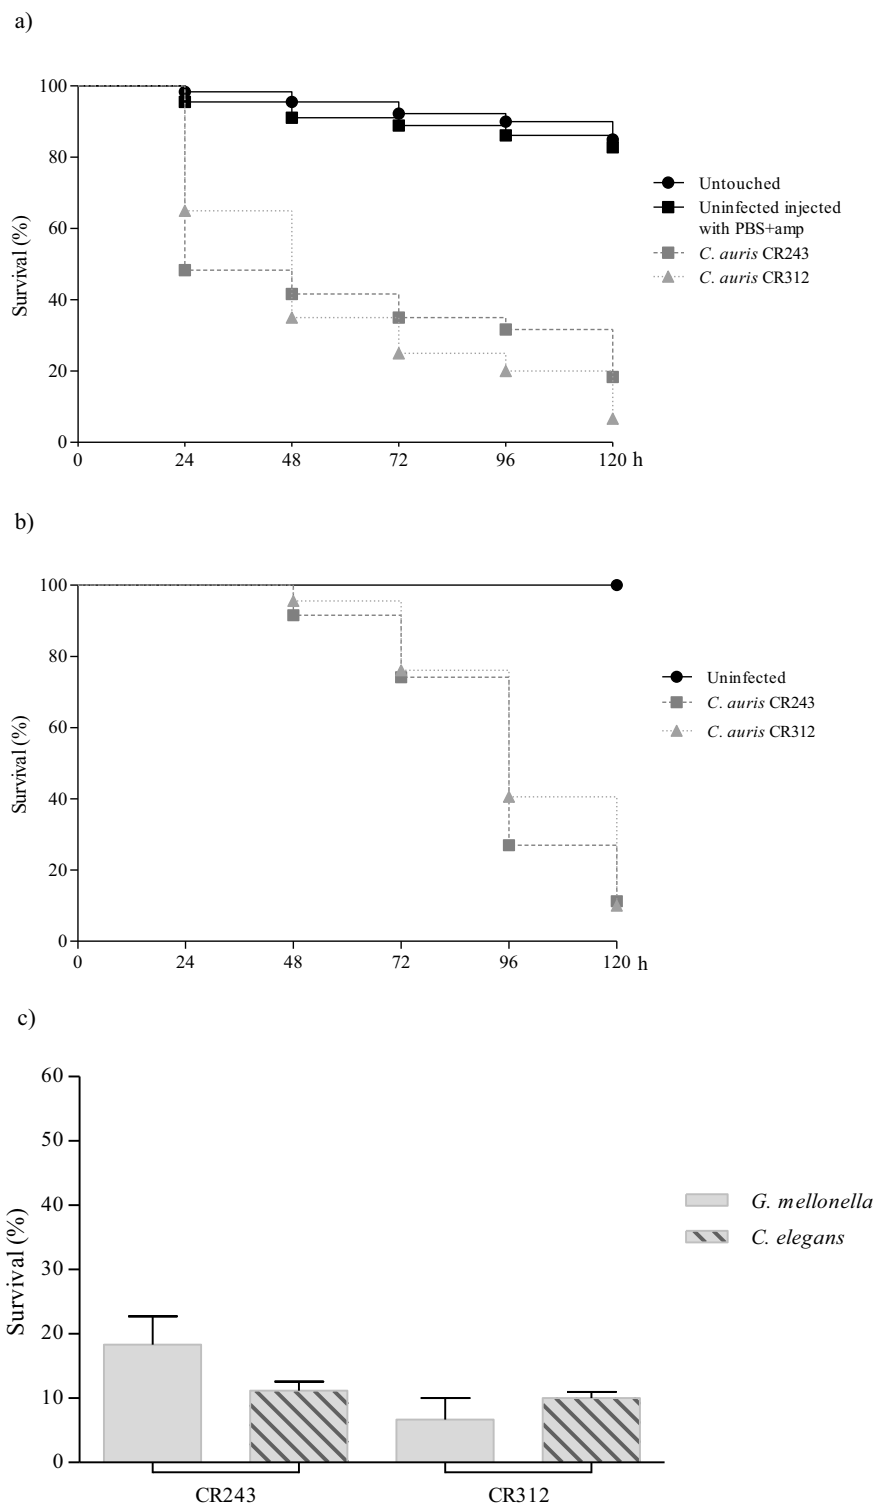 a)
100
80
60
40
20
0
Survival (%)
0 24 48 72 96 120 h
Untouched
Uninfected injected
with PBS+amp
C. auris CR243
C. auris CR312
b)
100
80
60
40
20
0
Survival (%)
0 24 48 72 96 120 h
Uninfected
C. auris CR243
C. auris CR312
c)
60
50
40
30
20
10
0
Survival (%)
CR243 CR312
G. mellonella
C. elegans